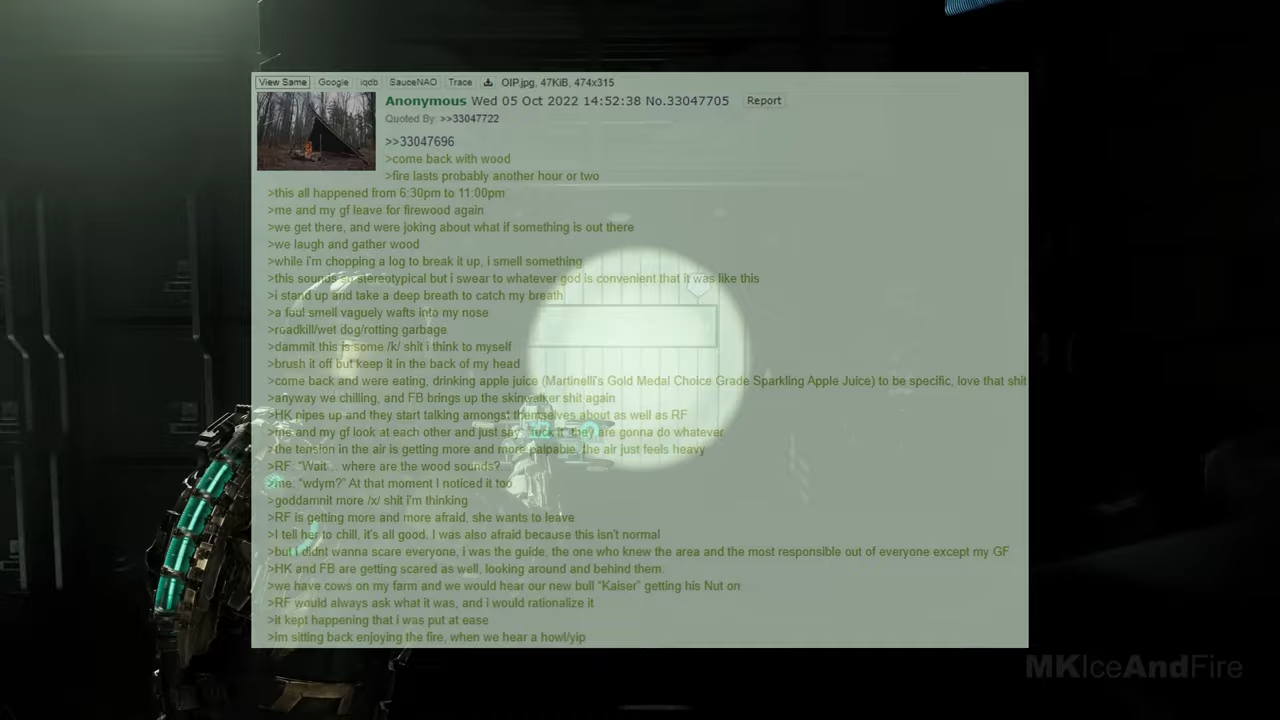 View Same Google iqdb SauceNAO Trace OIP.jpg, 47KiB, 474x315
Anonymous Wed 05 Oct 2022 14:52:38 No.33047705 Report
Quoted By: >>33047722
>>33047696
>come back with wood
>fire lasts probably another hour or two
>this all happened from 6:30pm to 11:00pm
>me and my gf leave for firewood again
>we get there, and were joking about what if something is out there
>we laugh and gather wood
>while i'm chopping a log to break it up, i smell something
>this sounds so stereotypical but i swear to whatever god is convenient that it was like this
>i stand up and take a deep breath to catch my breath
>a foul smell vaguely wafts into my nose
>roadkill/wet dog/rotting garbage
>dammit this is some /k/ shit i think to myself
>brush it off but keep it in the back of my head
>come back and were eating, drinking apple juice (Martinelli's Gold Medal Choice Grade Sparkling Apple Juice) to be specific, love that shit
>anyway we chilling, and FB brings up the skinwalker shit again
>HK pipes up and they start talking amongst themselves about as well as RF
>me and my gf look at each other and just say "fuck it" they are gonna do whatever
>the tension in the air is getting more and more palpable, the air just feels heavy
>RF: "Wait... where are the wood sounds?
>me: "wdym?" At that moment I noticed it too
>goddamnit more /x/ shit i'm thinking
>RF is getting more and more afraid, she wants to leave
>I tell her to chill, it's all good. I was also afraid because this isn't normal
>but i didnt wanna scare everyone, i was the guide, the one who knew the area and the most responsible out of everyone except my GF
>HK and FB are getting scared as well, looking around and behind them.
>we have cows on my farm and we would hear our new bull "Kaiser" getting his Nut on
>RF would always ask what it was, and i would rationalize it
>it kept happening that i was put at ease
>im sitting back enjoying the fire, when we hear a howl/yip
MKIceAndFire